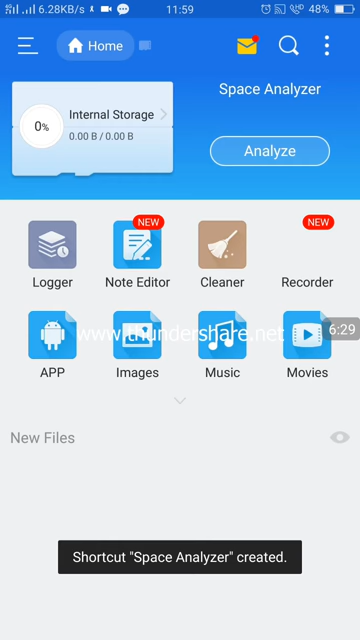 6.28KB/s
11:59
48%
Home
Space Analyzer
Internal Storage
0%
0.00 B / 0.00 B
Analyze
NEW
NEW
Logger
Note Editor
Cleaner
Recorder
www.thundershare.net
6:29
APP
Images
Music
Movies
New Files
Shortcut "Space Analyzer" created.